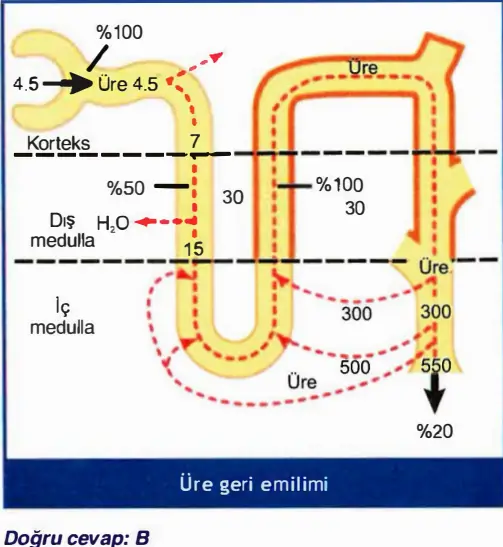 %100
4.5 Üre 4.5
Üre
Korteks
7
%50
30
%100
30
Dış
medulla
H₂O
15
Üre
İç
medulla
300
300
500
550
Üre
%20
Üre geri emilimi
Doğru cevap: B